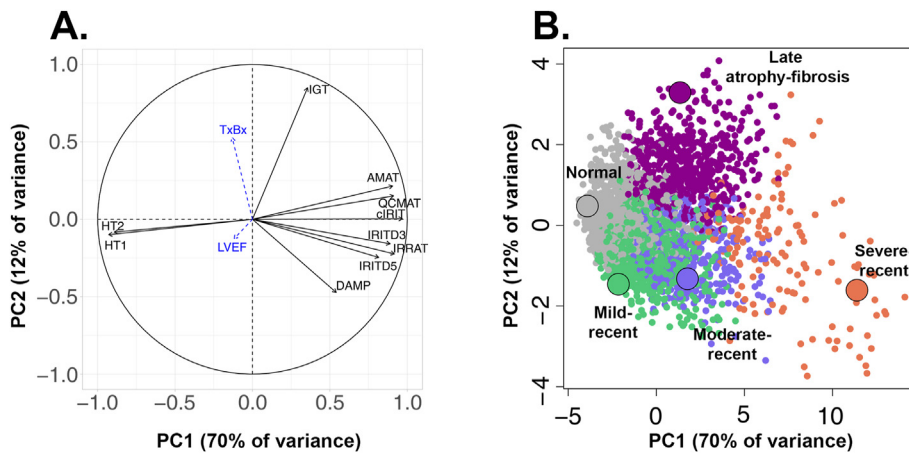 A.
PC2 (12% of variance)
1.0
0.5
0.0
−0.5
−1.0
IGT
TxBx
AMAT
QCMAT
cIRIT
HT2
HT1
IRITD3
IRRAT
LVEF
IRITD5
DAMP
−1.0
−0.5
0.0
0.5
1.0
PC1 (70% of variance)
B.
PC2 (12% of variance)
4
2
0
−2
−4
Late
atrophy-fibrosis
Normal
Severe-
recent
Mild-
recent
Moderate-
recent
−5
0
5
10
PC1 (70% of variance)